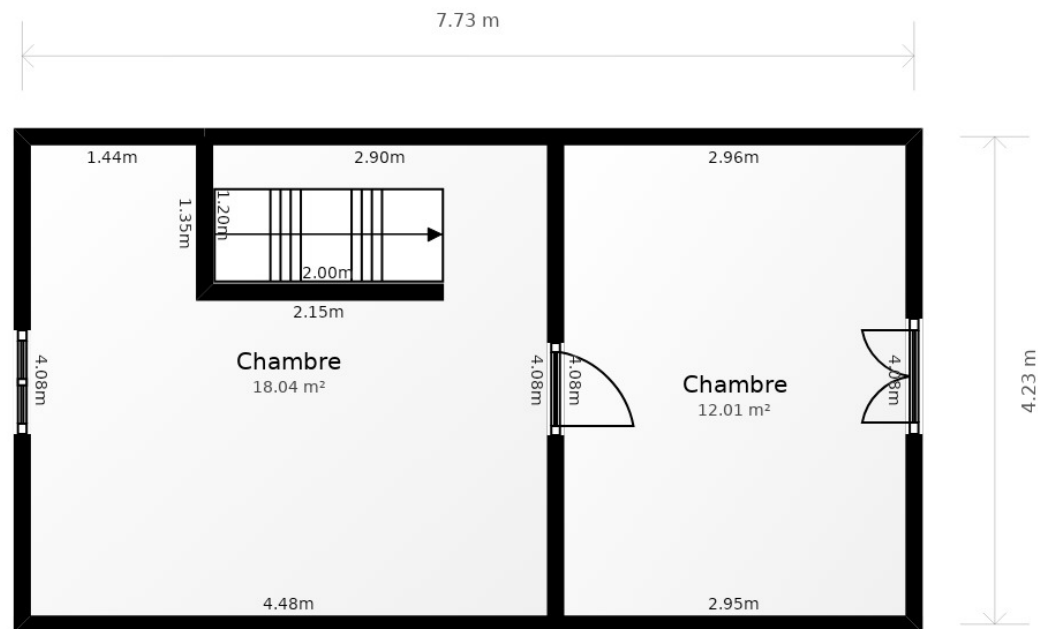 7.73 m
1.44m
2.90m
2.96m
1.35m
1.20m
2.00m
2.15m
4.08m
Chambre
18.04 m²
4.08m
4.08m
Chambre
12.01 m²
4.08m
4.23 m
4.48m
2.95m